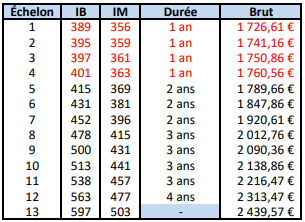 Échelon IB IM Durée Brut
1 389 356 1 an 1 726,61 €
2 395 359 1 an 1 741,16 €
3 397 361 1 an 1 750,86 €
4 401 363 1 an 1 760,56 €
5 415 369 2 ans 1 789,66 €
6 431 381 2 ans 1 847,86 €
7 452 396 2 ans 1 920,61 €
8 478 415 3 ans 2 012,76 €
9 500 431 3 ans 2 090,36 €
10 513 441 3 ans 2 138,86 €
11 538 457 3 ans 2 216,47 €
12 563 477 4 ans 2 313,47 €
13 597 503 - 2 439,57 €